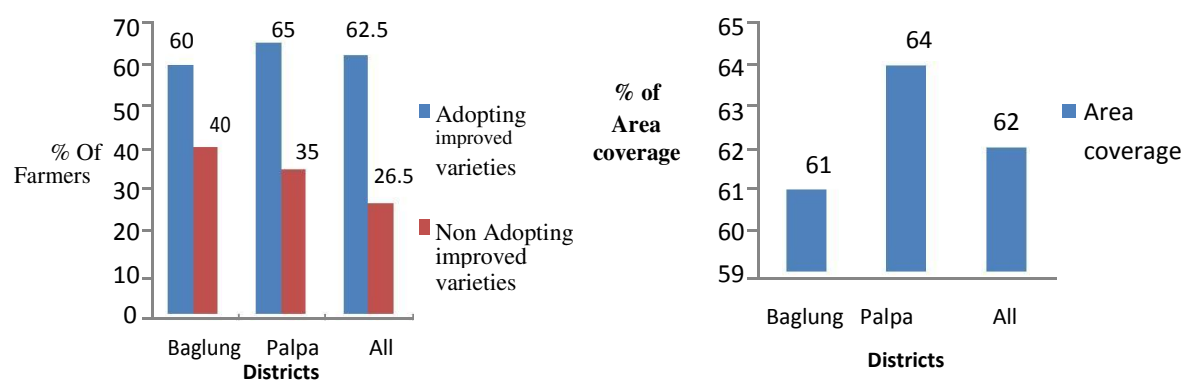 70
60
50
40
30
20
10
0
% Of
Farmers
60
40
65
35
62.5
26.5
Baglung Palpa All
Districts
Adopting
improved
varieties
Non Adopting
improved
varieties
65
64
63
62
61
60
59
% of
Area
coverage
61
64
62
Baglung Palpa All
Districts
Area
coverage